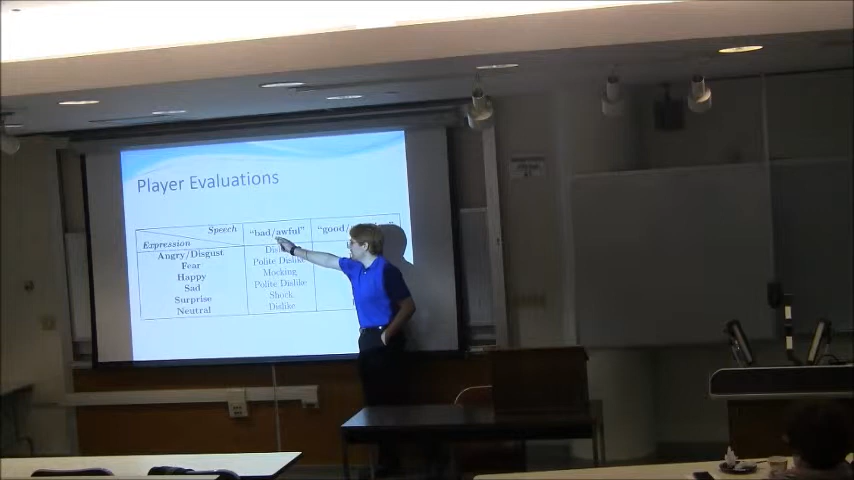 Player Evaluations
Speech "bad/awful" "good/
Expression
Angry/Disgust
Fear Polite Dislike
Happy Mocking
Sad Polite Dislike
Surprise Shock
Neutral Dislike